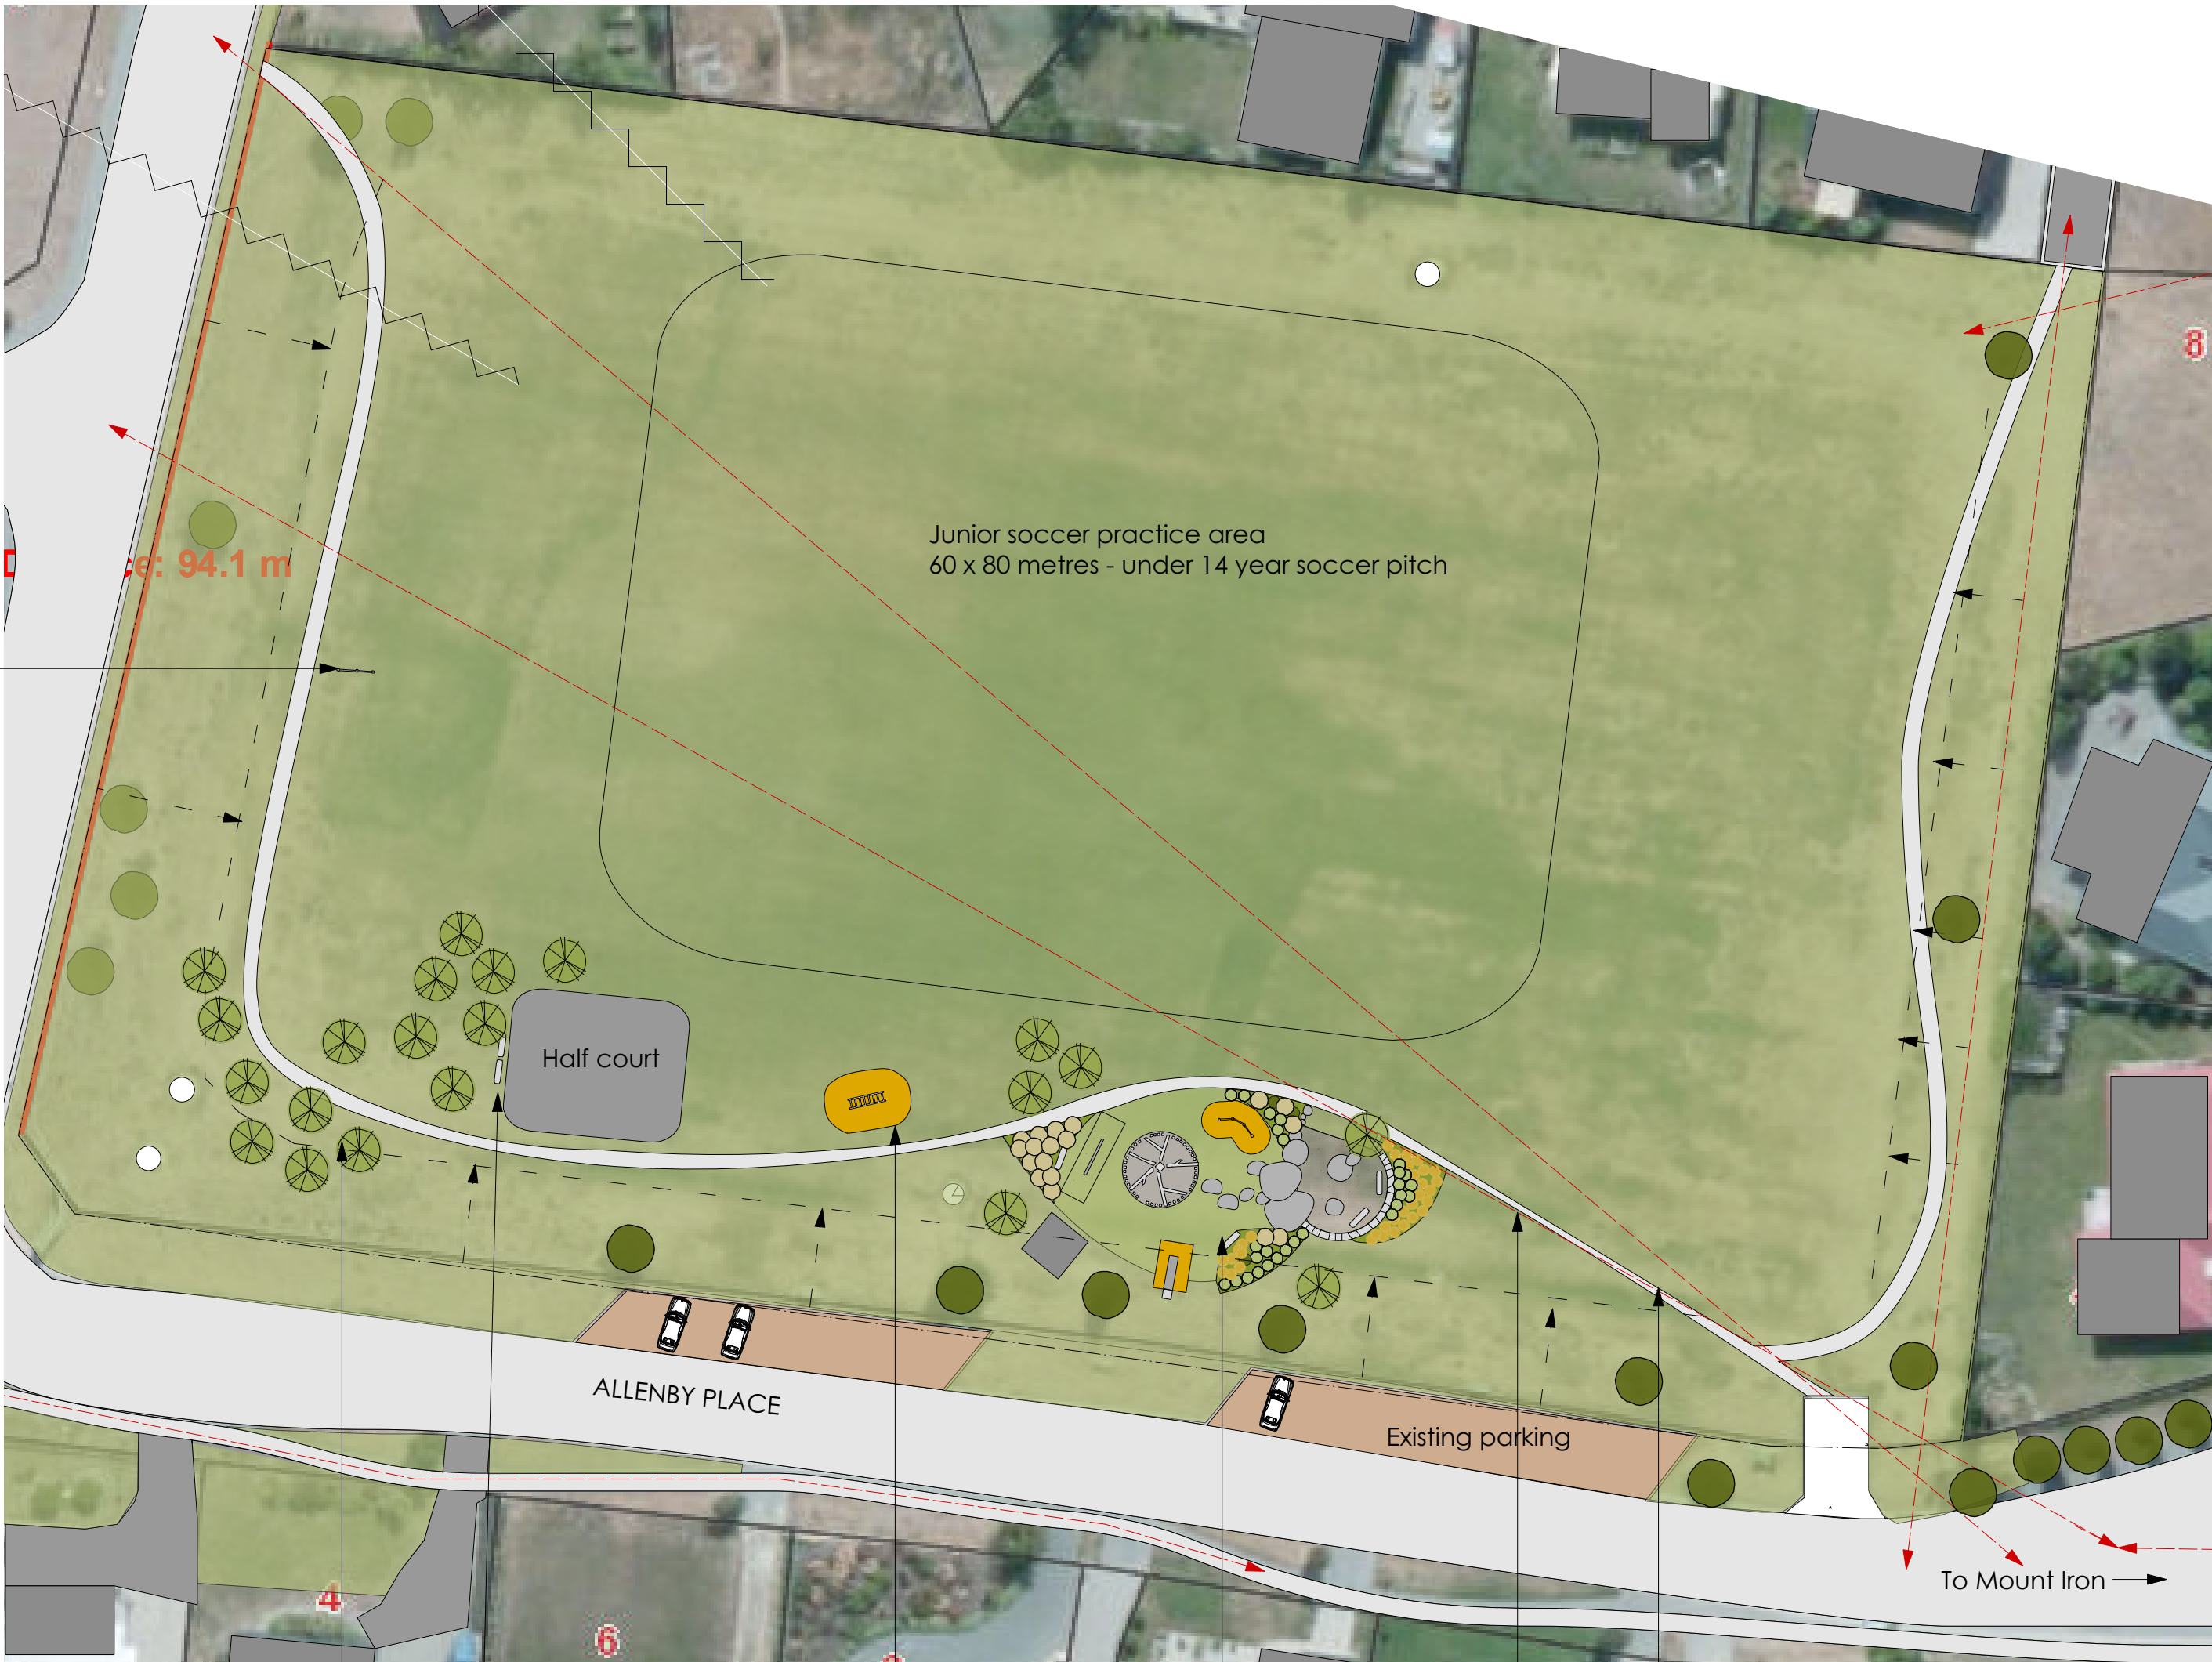 8
Junior soccer practice area
60 x 80 metres - under 14 year soccer pitch
94.1 m
Half court
ALLENBY PLACE
Existing parking
To Mount Iron
4
6